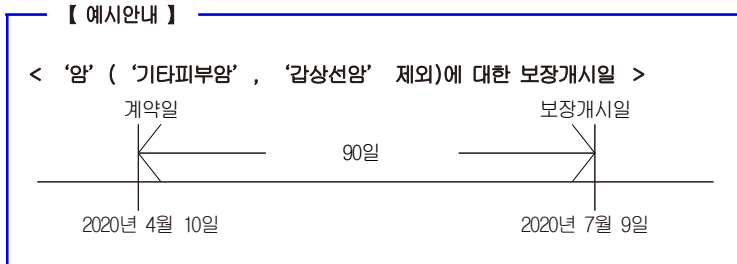 【 예시안내 】
< ‘암’ ( ‘기타피부암’ , ‘갑상선암’ 제외)에 대한 보장개시일 >
계약일 보장개시일
90일
2020년 4월 10일 2020년 7월 9일